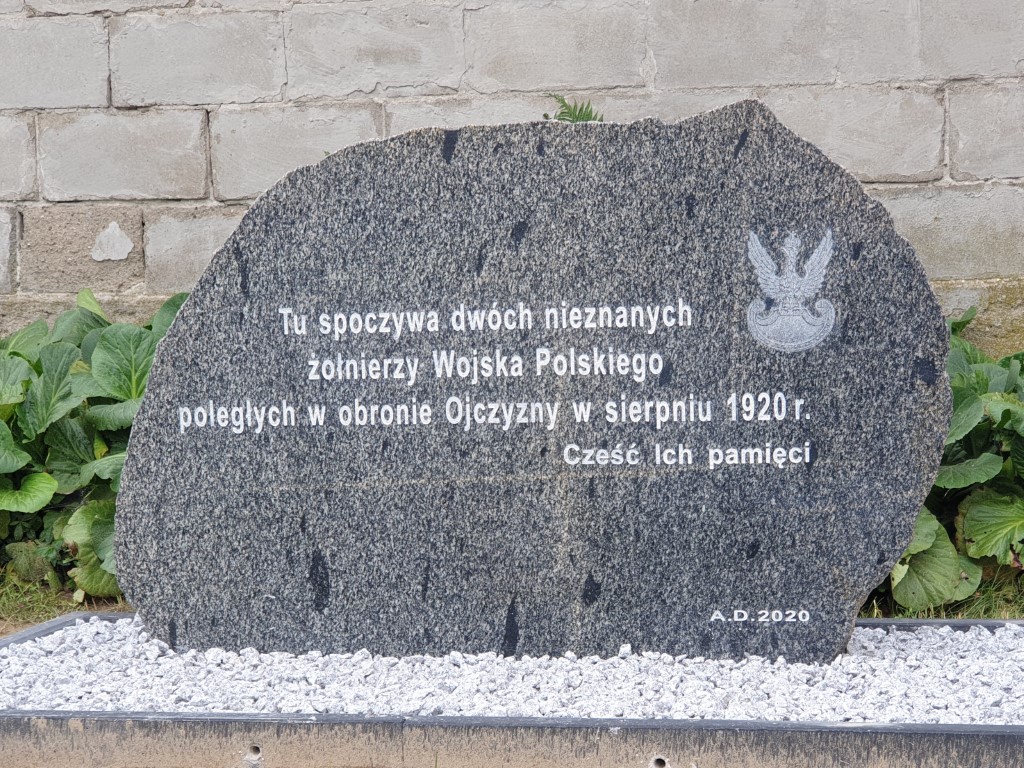 Tu spoczywa dwóch nieznanych
żołnierzy Wojska Polskiego
poległych w obronie Ojczyzny w sierpniu 1920 r.
Cześć Ich pamięci
A.D.2020